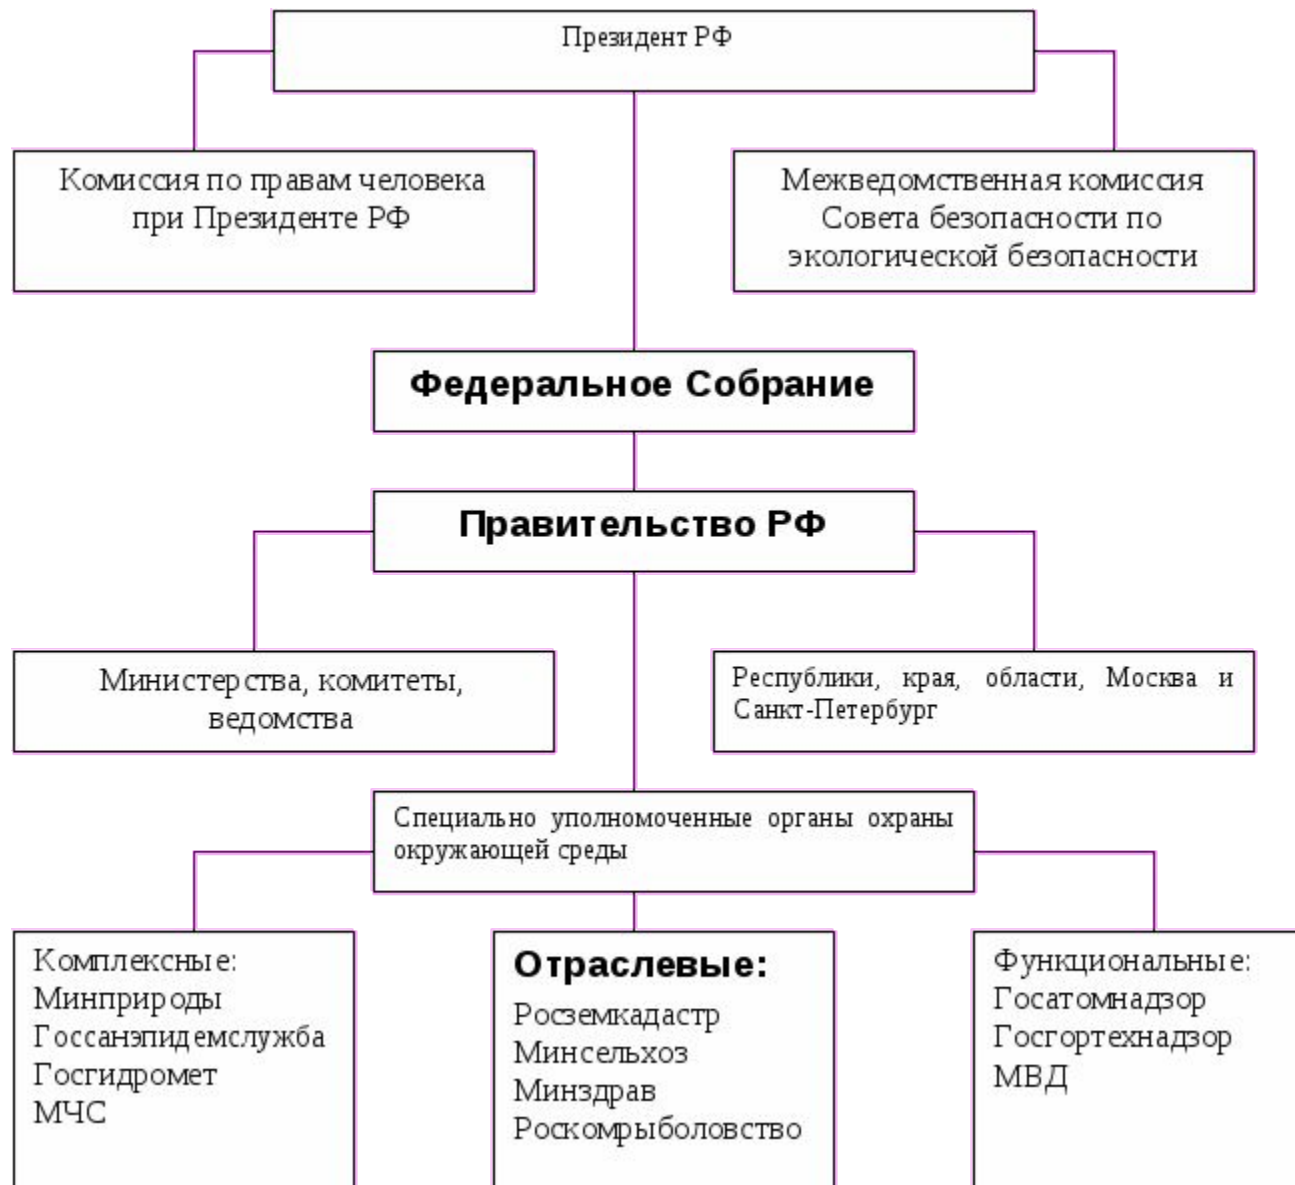 Президент РФ
Комиссия по правам человека
при Президенте РФ
Межведомственная комиссия
Совета безопасности по
экологической безопасности
Федеральное Собрание
Правительство РФ
Министерства, комитеты,
ведомства
Республики, края, области, Москва и
Санкт-Петербург
Специально уполномоченные органы охраны
окружающей среды
Комплексные:
Минприроды
Госсанэпидемслужба
Госгидромет
МЧС
Отраслевые:
Росземкадастр
Минсельхоз
Минздрав
Роскомрыболовство
Функциональные:
Госатомнадзор
Госгортехнадзор
МВД